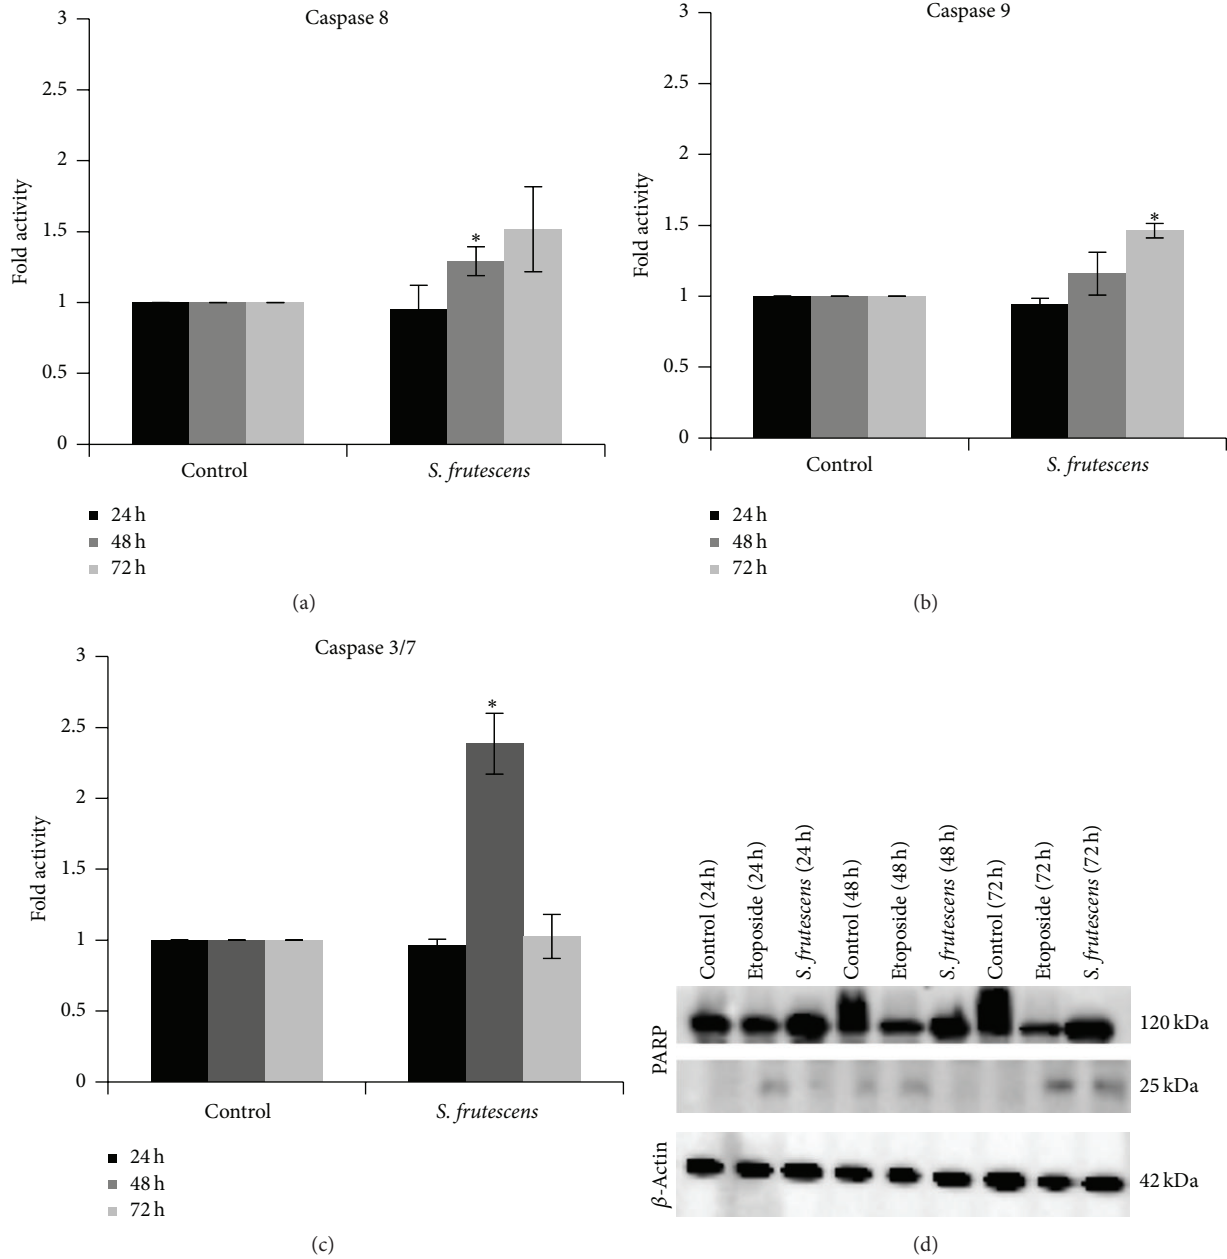 Caspase 8
3
2.5
2
1.5
1
0.5
0
Fold activity
*
Control
S. frutescens
24 h
48 h
72 h
(a)
Caspase 9
3
2.5
2
1.5
1
0.5
0
Fold activity
*
Control
S. frutescens
24 h
48 h
72 h
(b)
Caspase 3/7
3
2.5
2
1.5
1
0.5
0
Fold activity
*
Control
S. frutescens
24 h
48 h
72 h
(c)
Control (24 h)
Etoposide (24 h)
S. frutescens (24 h)
Control (48 h)
Etoposide (48 h)
S. frutescens (48 h)
Control (72 h)
Etoposide (72 h)
S. frutescens (72 h)
PARP
120 kDa
25 kDa
β-Actin
42 kDa
(d)